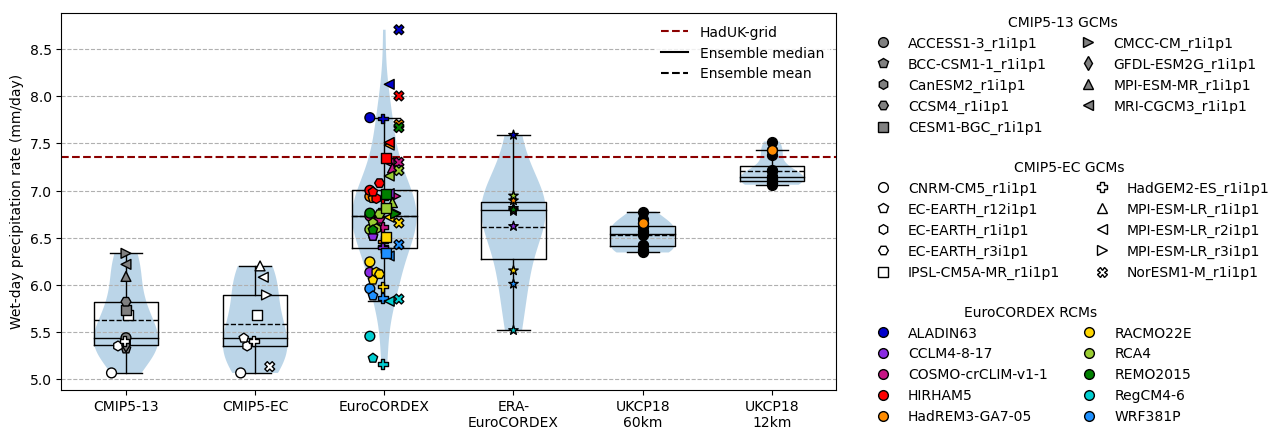 Wet-day precipitation rate (mm/day)
8.5
8.0
7.5
7.0
6.5
6.0
5.5
5.0
HadUK-grid
Ensemble median
Ensemble mean
CMIP5-13
CMIP5-EC
EuroCORDEX
ERA-
EuroCORDEX
UKCP18
60km
UKCP18
12km
CMIP5-13 GCMs
ACCESS1-3_r1i1p1
BCC-CSM1-1_r1i1p1
CanESM2_r1i1p1
CCSM4_r1i1p1
CESM1-BGC_r1i1p1
CMCC-CM_r1i1p1
GFDL-ESM2G_r1i1p1
MPI-ESM-MR_r1i1p1
MRI-CGCM3_r1i1p1
CMIP5-EC GCMs
CNRM-CM5_r1i1p1
EC-EARTH_r12i1p1
EC-EARTH_r1i1p1
EC-EARTH_r3i1p1
IPSL-CM5A-MR_r1i1p1
HadGEM2-ES_r1i1p1
MPI-ESM-LR_r1i1p1
MPI-ESM-LR_r2i1p1
MPI-ESM-LR_r3i1p1
NorESM1-M_r1i1p1
EuroCORDEX RCMs
ALADIN63
CCLM4-8-17
COSMO-crCLIM-v1-1
HIRHAM5
HadREM3-GA7-05
RACMO22E
RCA4
REMO2015
RegCM4-6
WRF381P